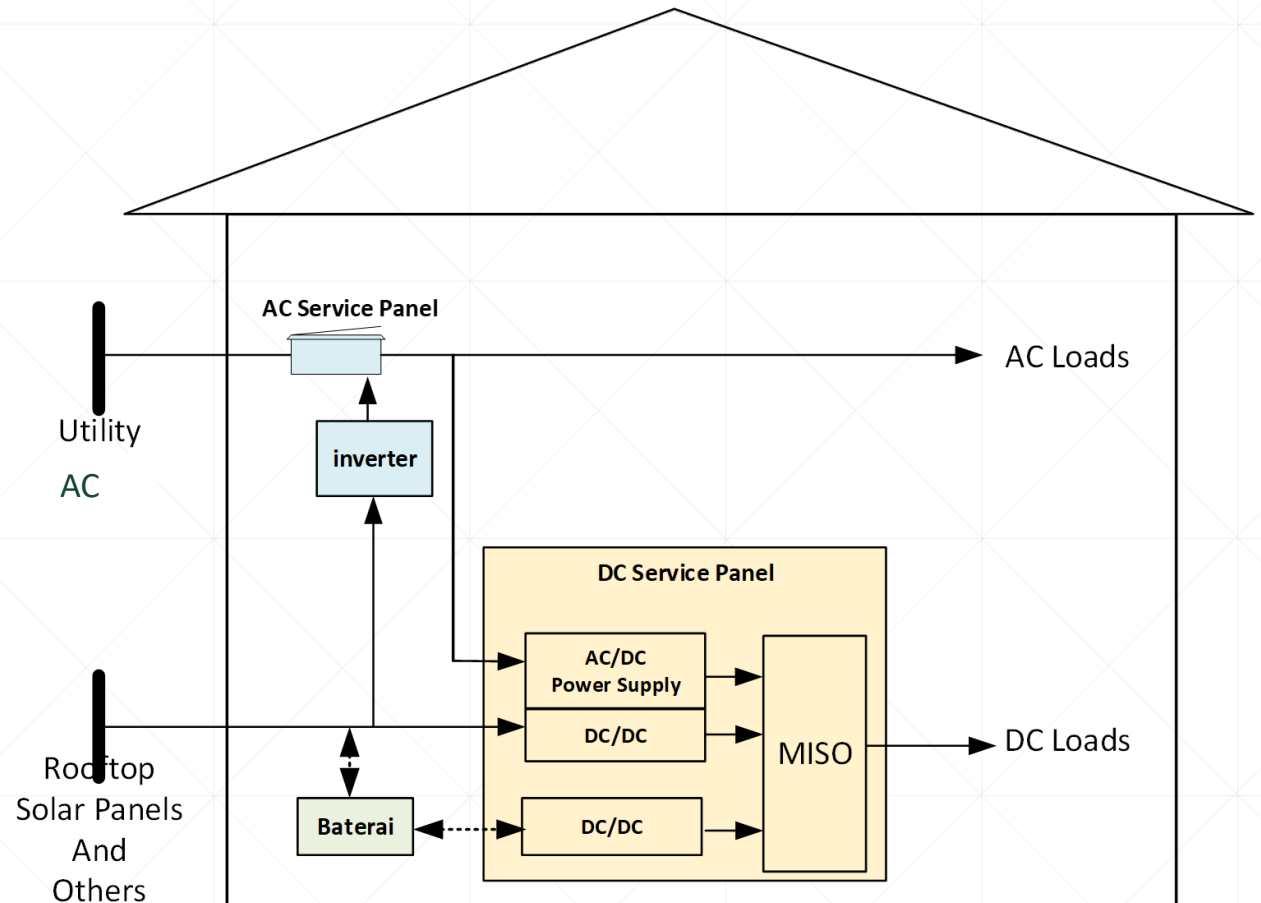 AC Service Panel
AC Loads
Utility
AC
inverter
DC Service Panel
AC/DC
Power Supply
DC/DC
MISO
DC Loads
Rooftop
Solar Panels
And
Others
Baterai
DC/DC